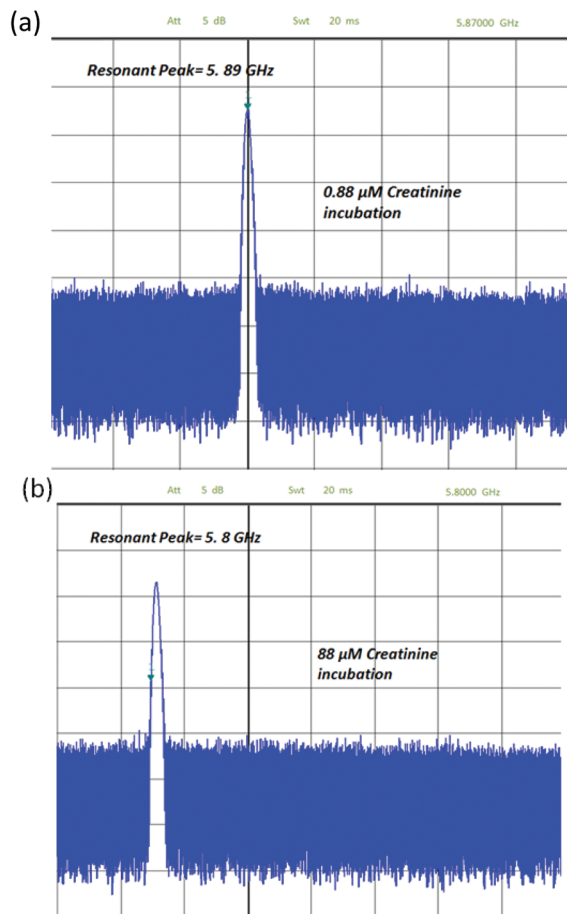 (a)
Att 5 dB Swt 20 ms 5.87000 GHz
Resonant Peak= 5. 89 GHz
0.88 µM Creatinine
incubation
(b)
Att 5 dB Swt 20 ms 5.8000 GHz
Resonant Peak= 5. 8 GHz
88 µM Creatinine
incubation